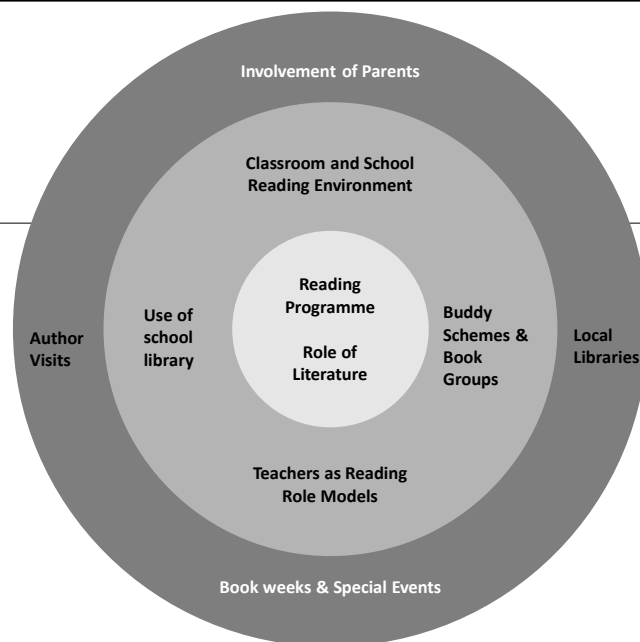 Involvement of Parents
Classroom and School
Reading Environment
Reading
Programme
Role of
Literature
Use of
school
library
Buddy
Schemes &
Book
Groups
Author
Visits
Local
Libraries
Teachers as Reading
Role Models
Book weeks & Special Events